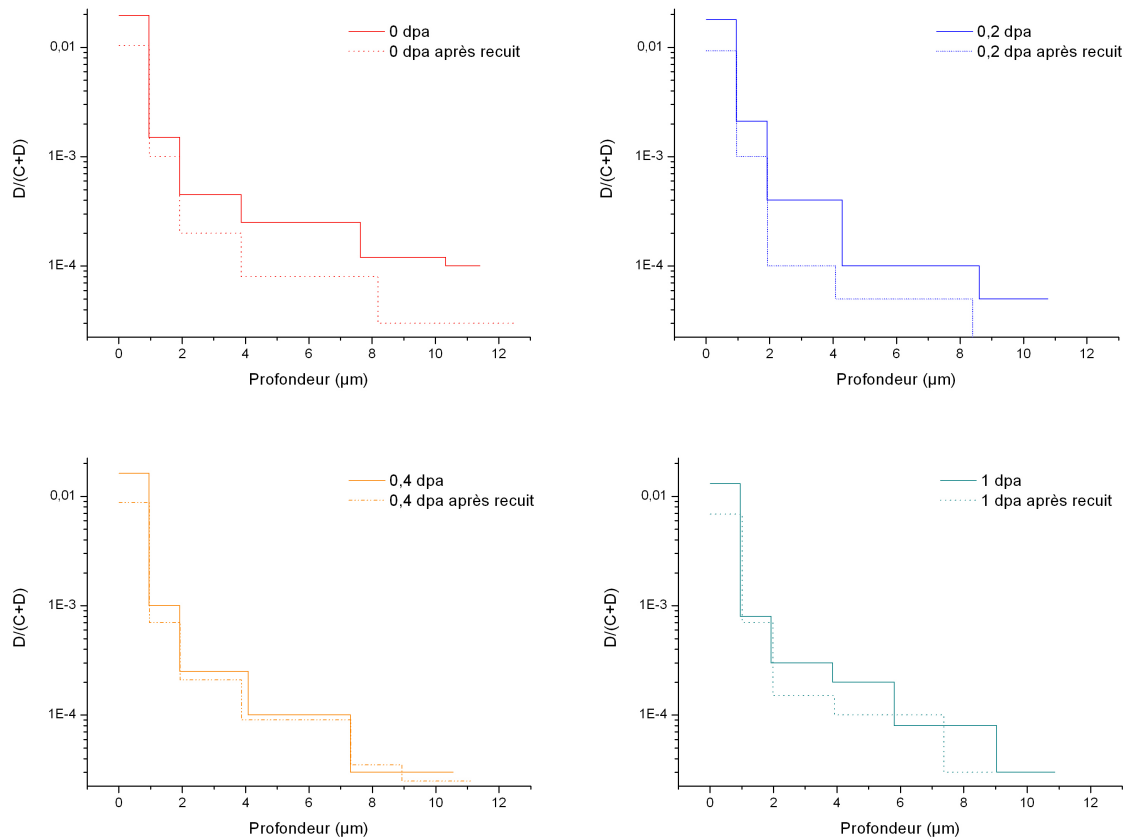 0 dpa
0 dpa après recuit
0,01
1E-3
1E-4
D/(C+D)
0 2 4 6 8 10 12
Profondeur (µm)
0,2 dpa
0,2 dpa après recuit
0,01
1E-3
1E-4
D/(C+D)
0 2 4 6 8 10 12
Profondeur (µm)
0,4 dpa
0,4 dpa après recuit
0,01
1E-3
1E-4
D/(C+D)
0 2 4 6 8 10 12
Profondeur (µm)
1 dpa
1 dpa après recuit
0,01
1E-3
1E-4
D/(C+D)
0 2 4 6 8 10 12
Profondeur (µm)